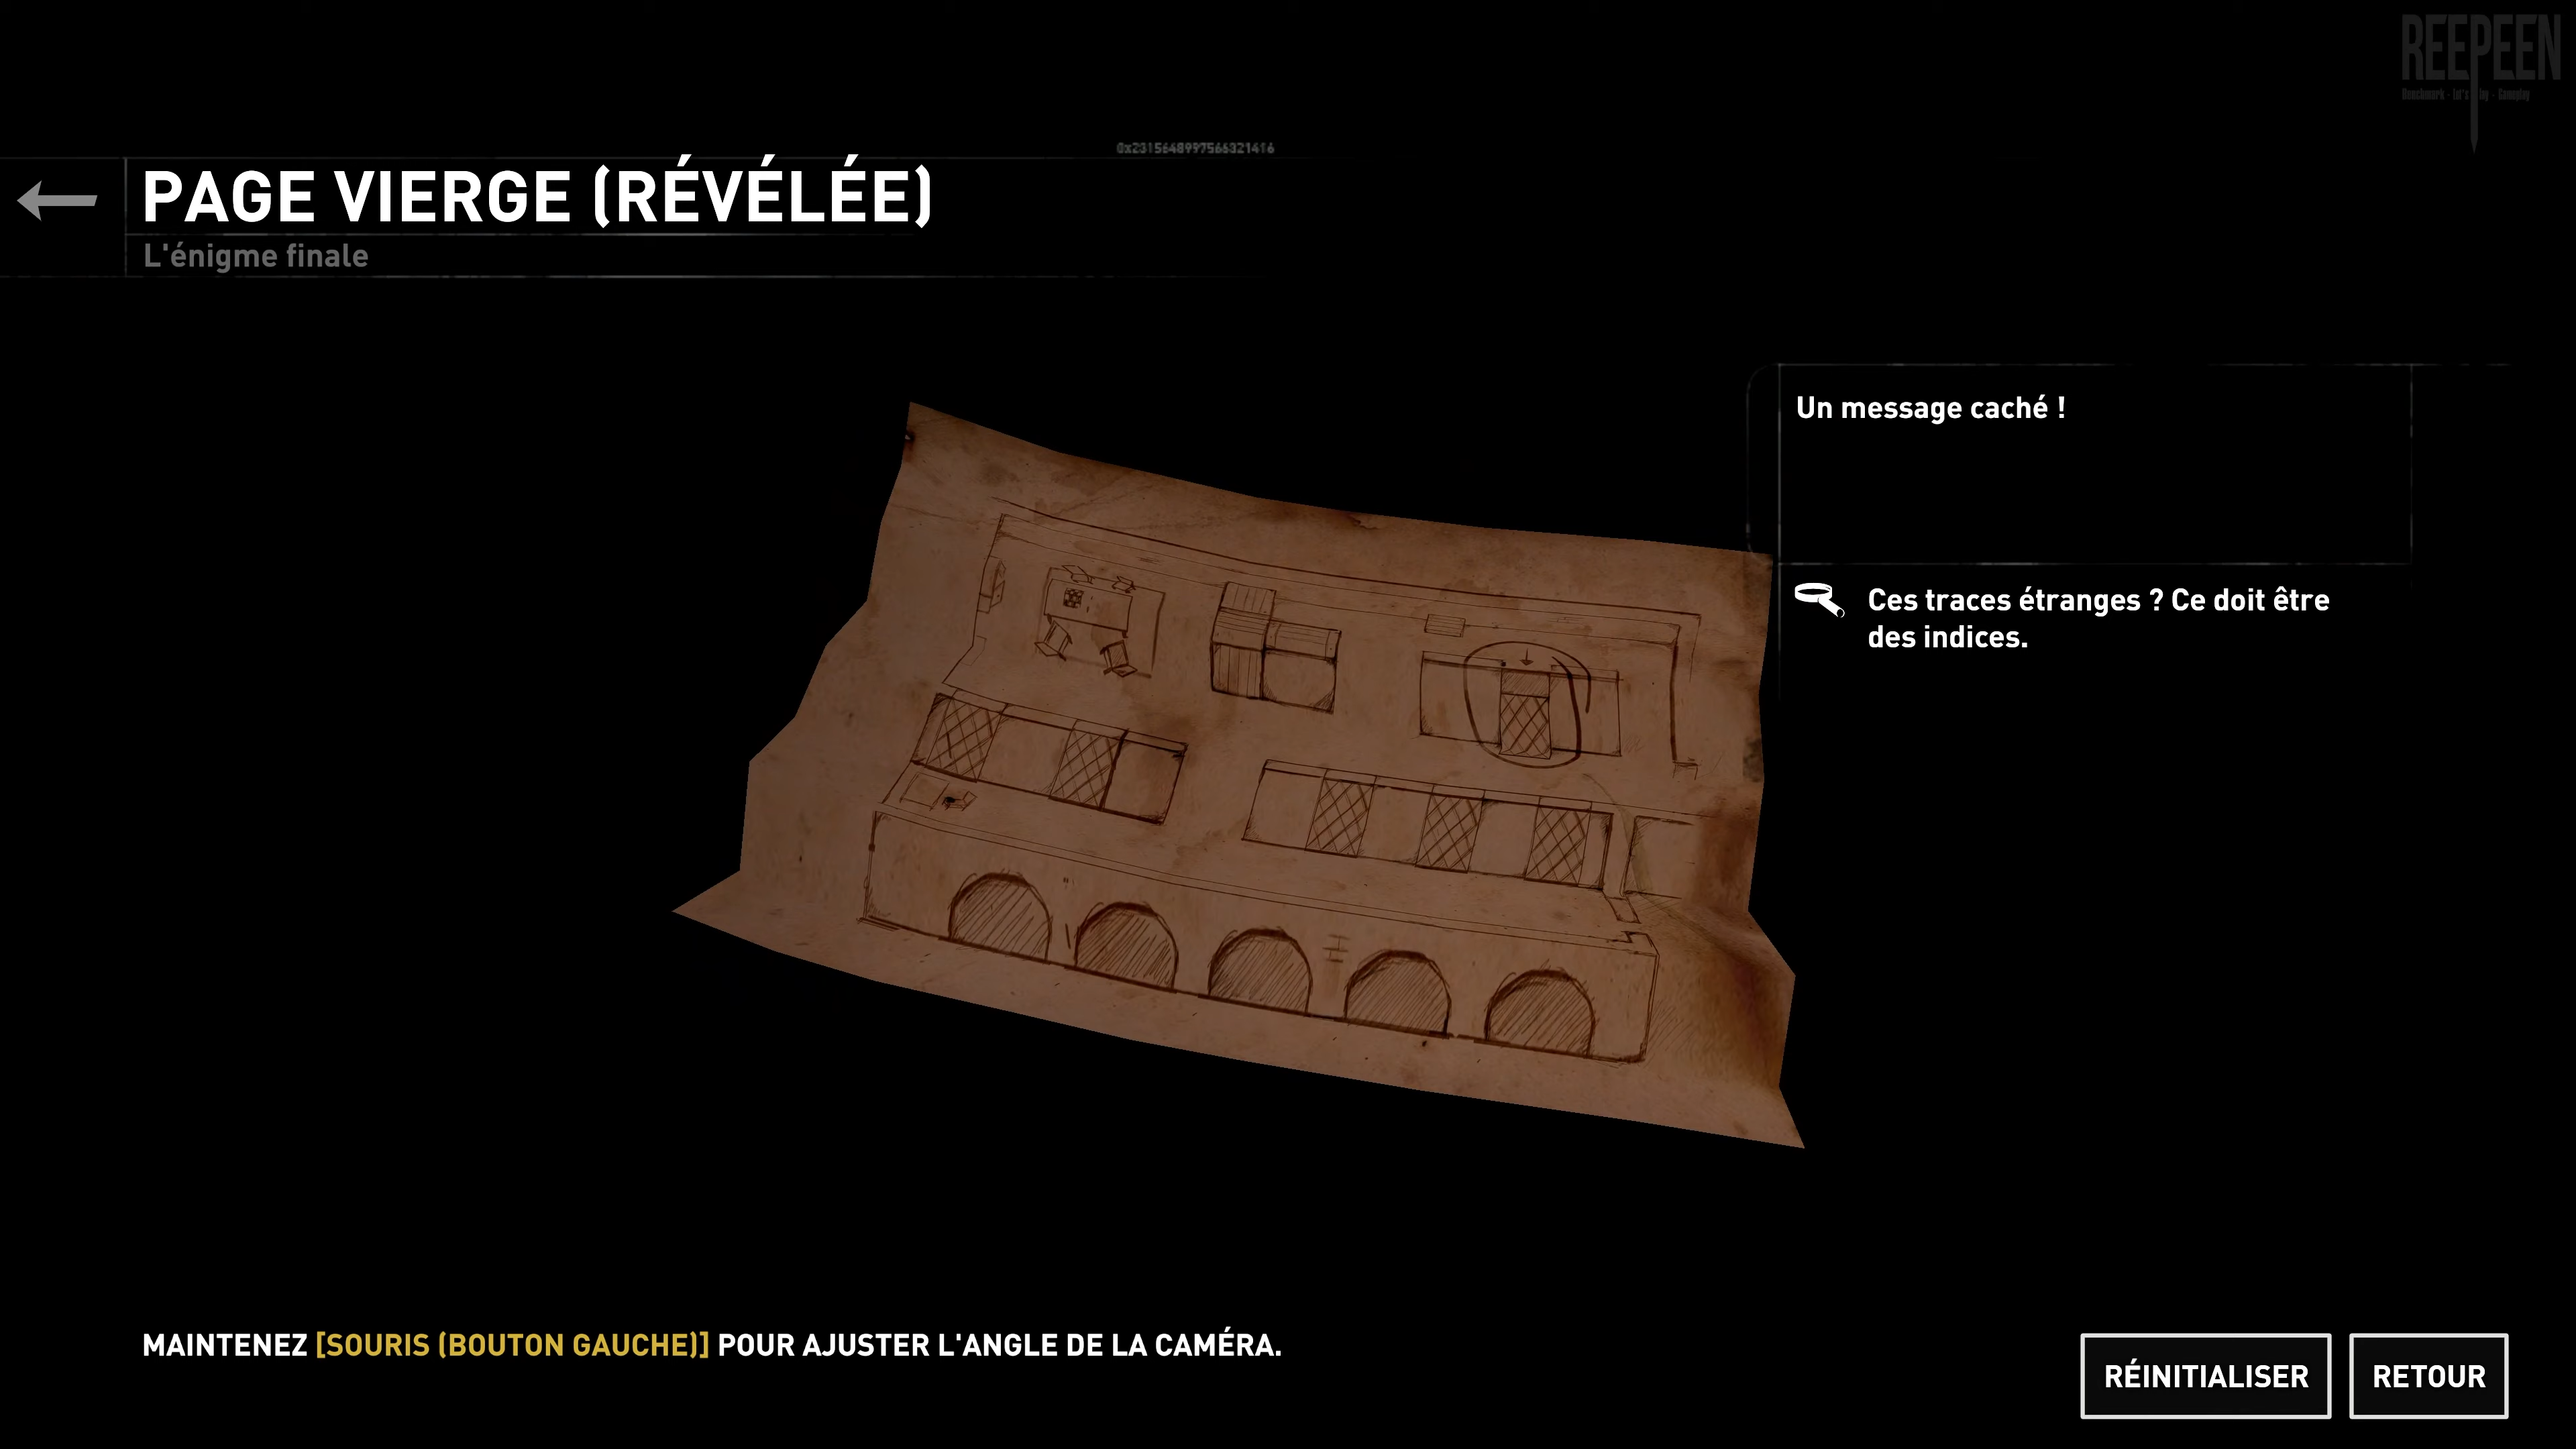 REEPEEN
0x2315648997566321416
PAGE VIERGE (RÉVÉLÉE)
L'énigme finale
Un message caché !
Ces traces étranges ? Ce doit être
des indices.
MAINTENEZ [SOURIS (BOUTON GAUCHE)] POUR AJUSTER L'ANGLE DE LA CAMÉRA.
RÉINITIALISER
RETOUR